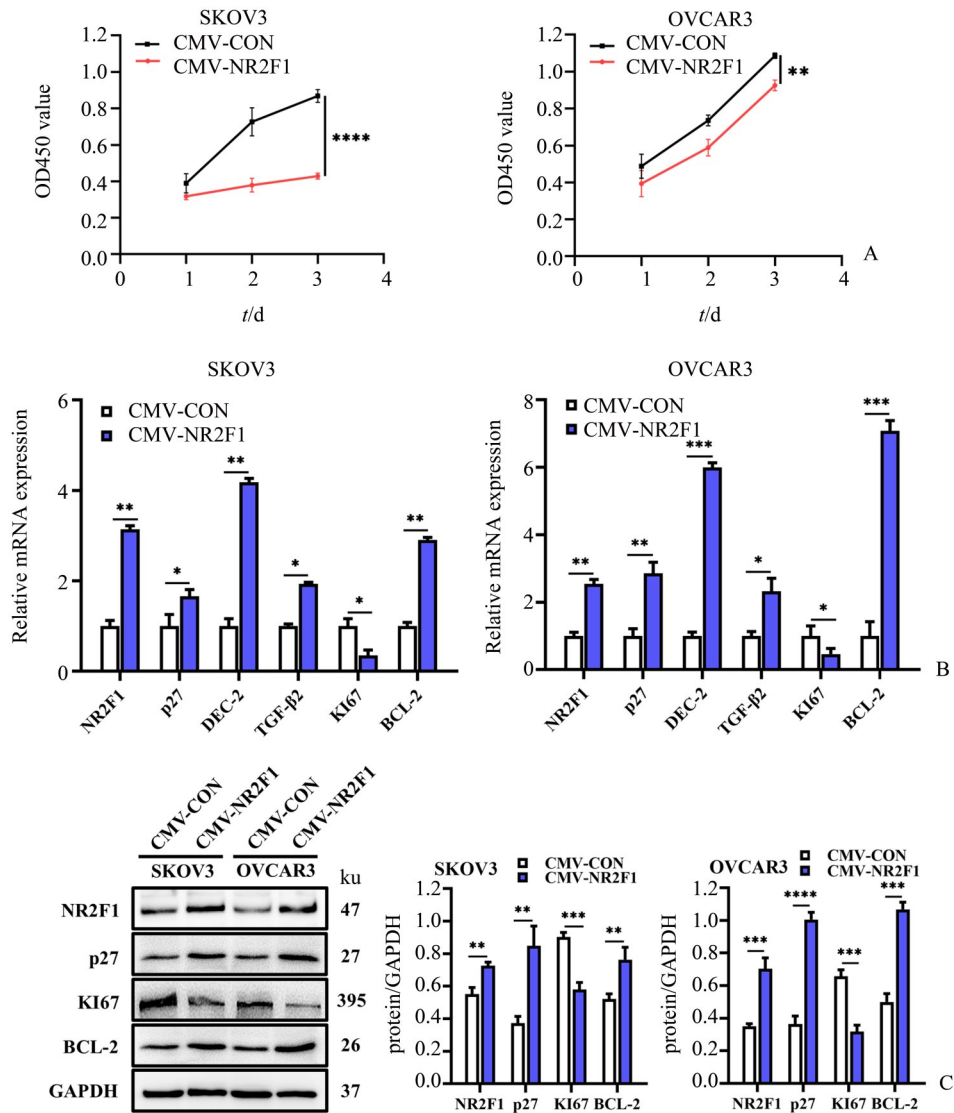 SKOV3
CMV-CON
CMV-NR2F1
OD450 value
1.2
1.0
0.8
0.6
0.4
0.2
0.0
****
0 1 2 3 4
t/d
OVCAR3
CMV-CON
CMV-NR2F1
OD450 value
1.2
1.0
0.8
0.6
0.4
0.2
0.0
**
0 1 2 3 4
t/d
A
SKOV3
CMV-CON
CMV-NR2F1
Relative mRNA expression
6
4
2
0
** * ** * * **
NR2F1 p27 DEC-2 TGF-β2 KI67 BCL-2
OVCAR3
CMV-CON
CMV-NR2F1
Relative mRNA expression
8
6
4
2
0
** ** *** * * ***
NR2F1 p27 DEC-2 TGF-β2 KI67 BCL-2
B
CMV-CON CMV-NR2F1 CMV-CON CMV-NR2F1
SKOV3 OVCAR3
ku
NR2F1 47
p27 27
KI67 395
BCL-2 26
GAPDH 37
SKOV3
CMV-CON
CMV-NR2F1
protein/GAPDH
1.2
1.0
0.8
0.6
0.4
0.2
0.0
** ** *** **
NR2F1 p27 KI67 BCL-2
OVCAR3
CMV-CON
CMV-NR2F1
protein/GAPDH
1.2
1.0
0.8
0.6
0.4
0.2
0.0
*** **** *** ***
NR2F1 p27 KI67 BCL-2
C